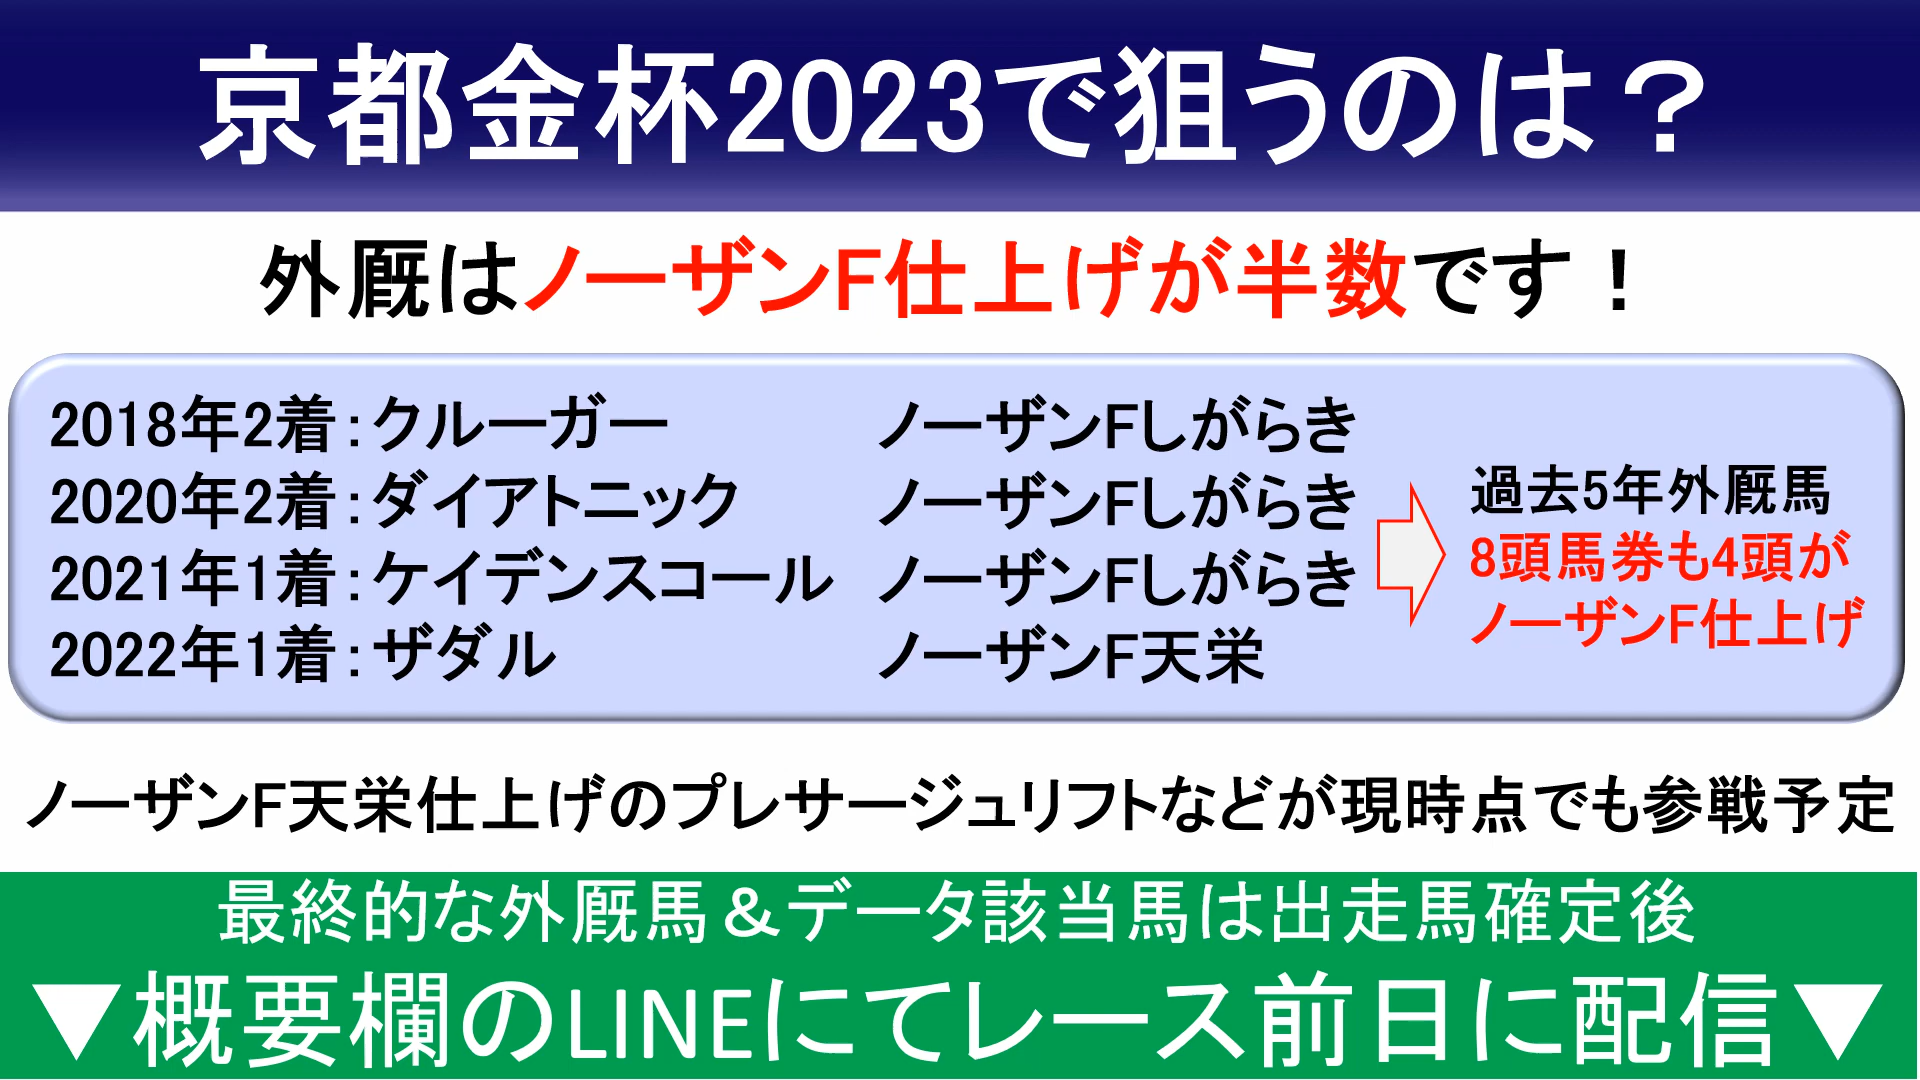 京都金杯2023で狙うのは？
外厩はノーザンF仕上げが半数です！
2018年2着：クルーガー ノーザンFしがらき
2020年2着：ダイアトニック ノーザンFしがらき
2021年1着：ケイデンスコール ノーザンFしがらき
2022年1着：ザダル ノーザンF天栄
過去5年外厩馬
8頭馬券も4頭が
ノーザンF仕上げ
ノーザンF天栄仕上げのプレサージュリフトなどが現時点でも参戦予定
最終的な外厩馬＆データ該当馬は出走馬確定後
▼概要欄のLINEにてレース前日に配信▼